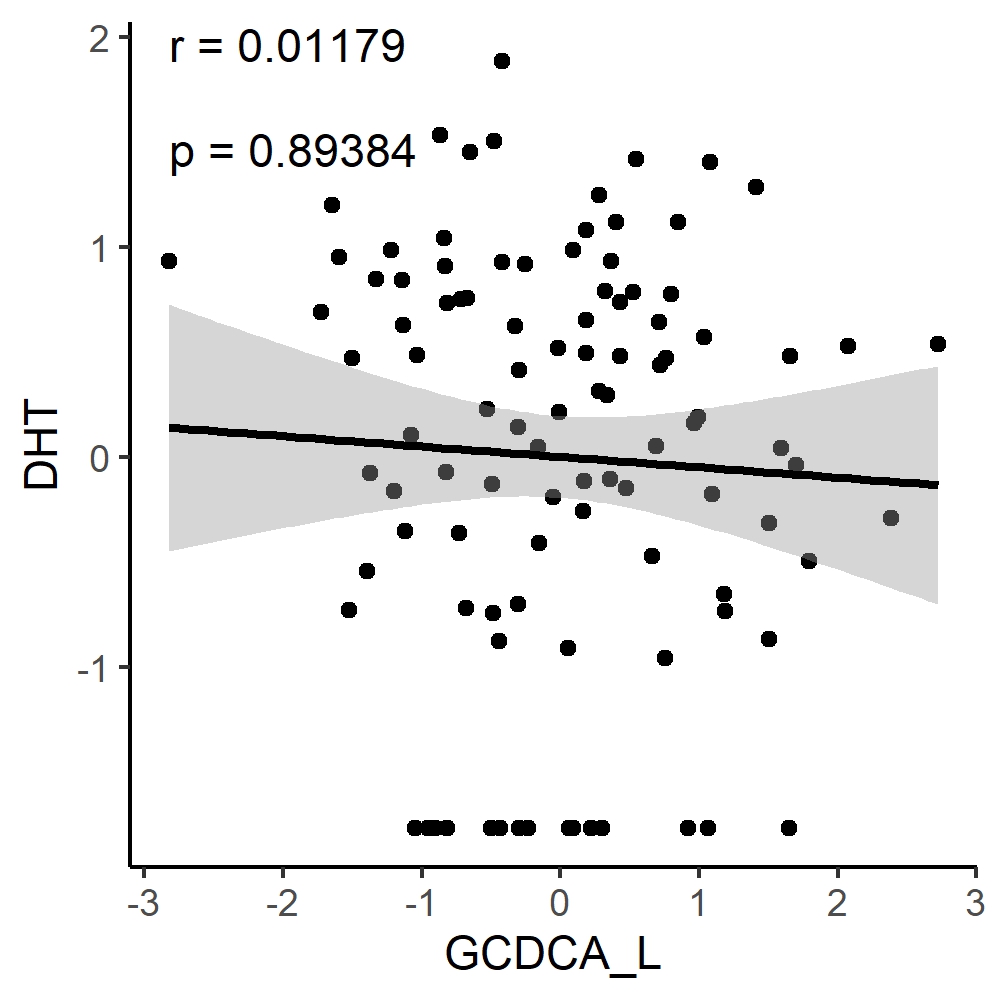 r = 0.01179
p = 0.89384
2
1
0
-1
DHT
-3 -2 -1 0 1 2 3
GCDCA_L